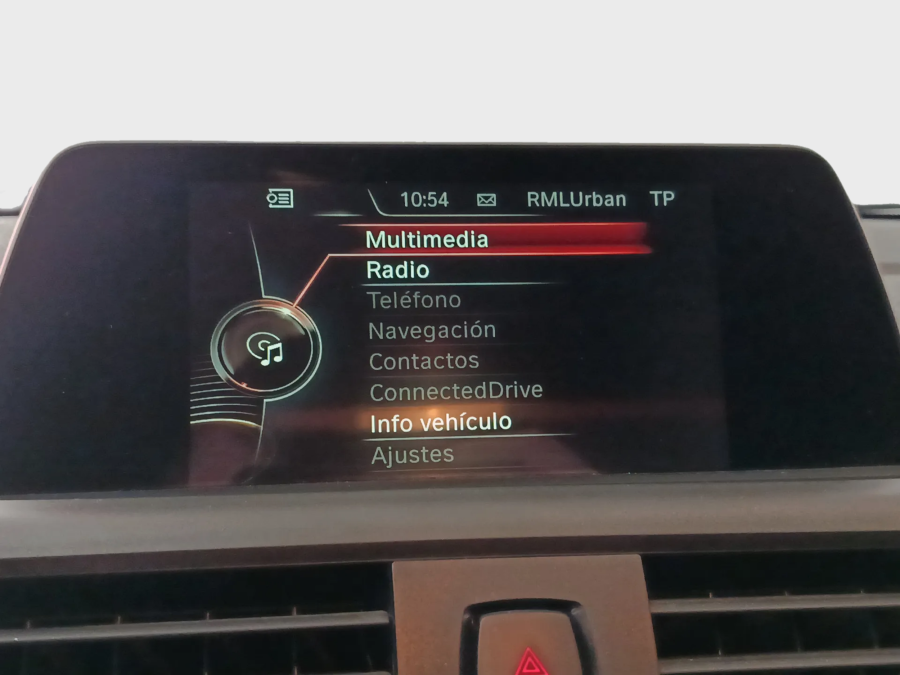 10:54 RMLUrban TP
Multimedia
Radio
Teléfono
Navegación
Contactos
ConnectedDrive
Info vehículo
Ajustes